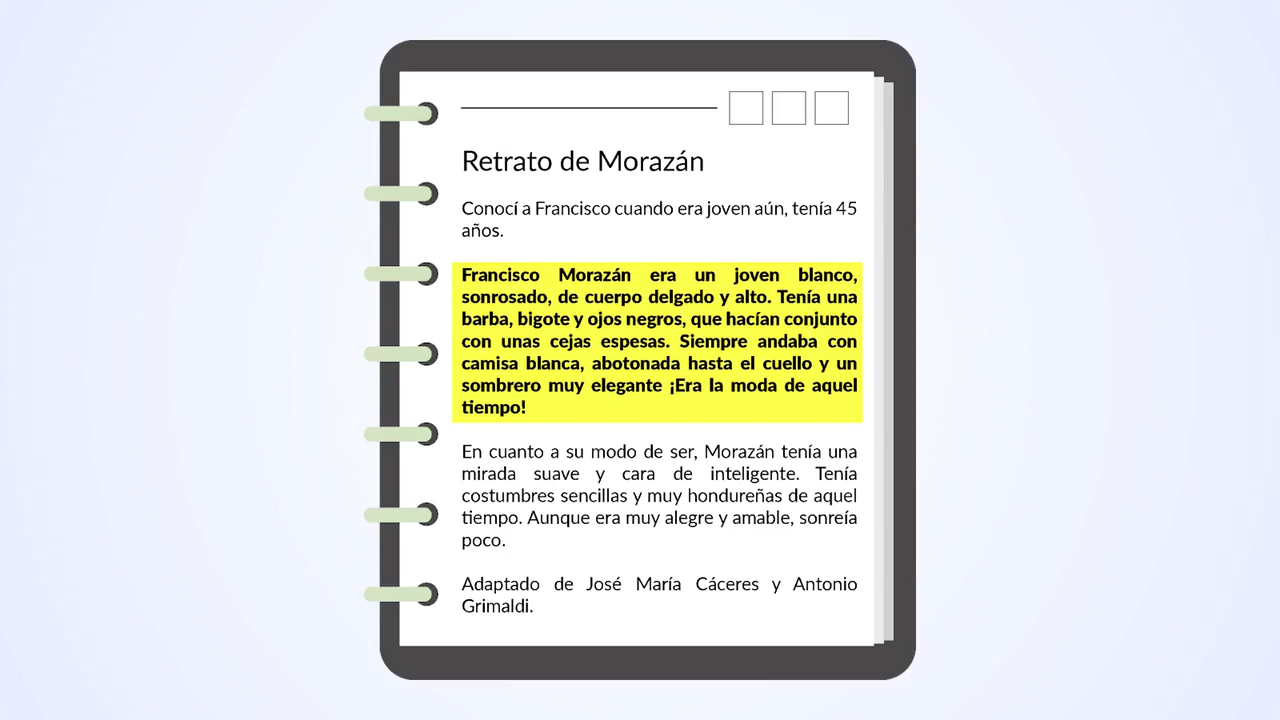 Retrato de Morazán
Conocí a Francisco cuando era joven aún, tenía 45
años.
Francisco Morazán era un joven blanco,
sonrosado, de cuerpo delgado y alto. Tenía una
barba, bigote y ojos negros, que hacían conjunto
con unas cejas espesas. Siempre andaba con
camisa blanca, abotonada hasta el cuello y un
sombrero muy elegante ¡Era la moda de aquel
tiempo!
En cuanto a su modo de ser, Morazán tenía una
mirada suave y cara de inteligente. Tenía
costumbres sencillas y muy hondureñas de aquel
tiempo. Aunque era muy alegre y amable, sonreía
poco.
Adaptado de José María Cáceres y Antonio
Grimaldi.